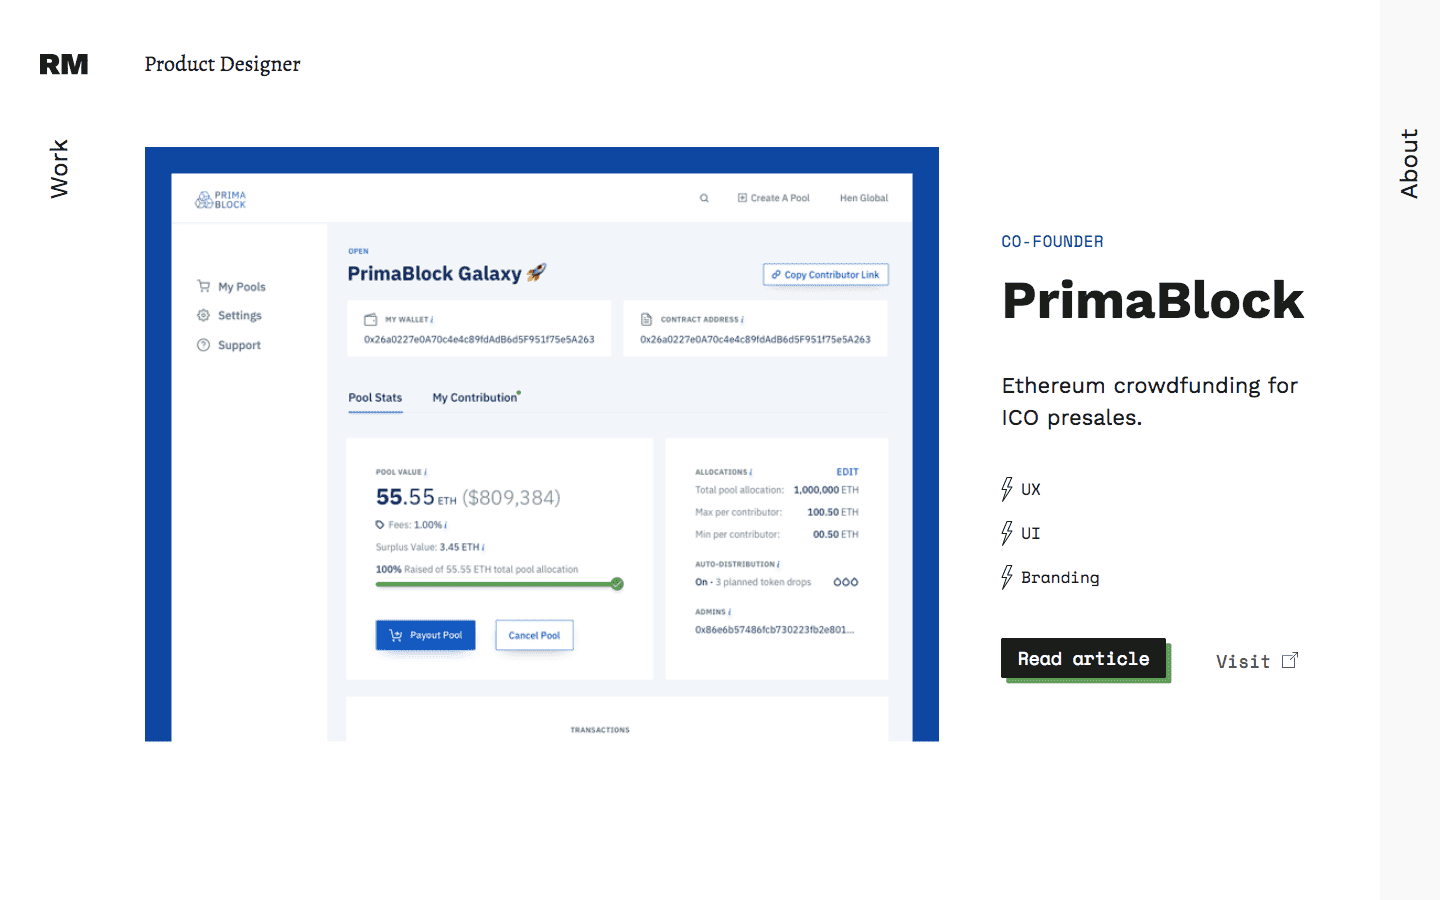 RM
Product Designer
Work
About
PRIMA
BLOCK
Create A Pool
Hen Global
My Pools
Settings
Support
OPEN
PrimaBlock Galaxy 🚀
Copy Contributor Link
MY WALLET i
0x26a0227e0A70c4e4c89fdAdB6d5F951f75e5A263
CONTRACT ADDRESS i
0x26a0227e0A70c4e4c89fdAdB6d5F951f75e5A263
Pool Stats
My Contribution
POOL VALUE i
55.55 ETH ($809,384)
Fees: 1.00% i
Surplus Value: 3.45 ETH i
100% Raised of 55.55 ETH total pool allocation
Payout Pool
Cancel Pool
ALLOCATIONS i
EDIT
Total pool allocation: 1,000,000 ETH
Max per contributor: 100.50 ETH
Min per contributor: 00.50 ETH
AUTO-DISTRIBUTION i
On - 3 planned token drops
ADMINS i
0x86e6b57486fcb730223fb2e801...
TRANSACTIONS
CO-FOUNDER
PrimaBlock
Ethereum crowdfunding for
ICO presales.
UX
UI
Branding
Read article
Visit